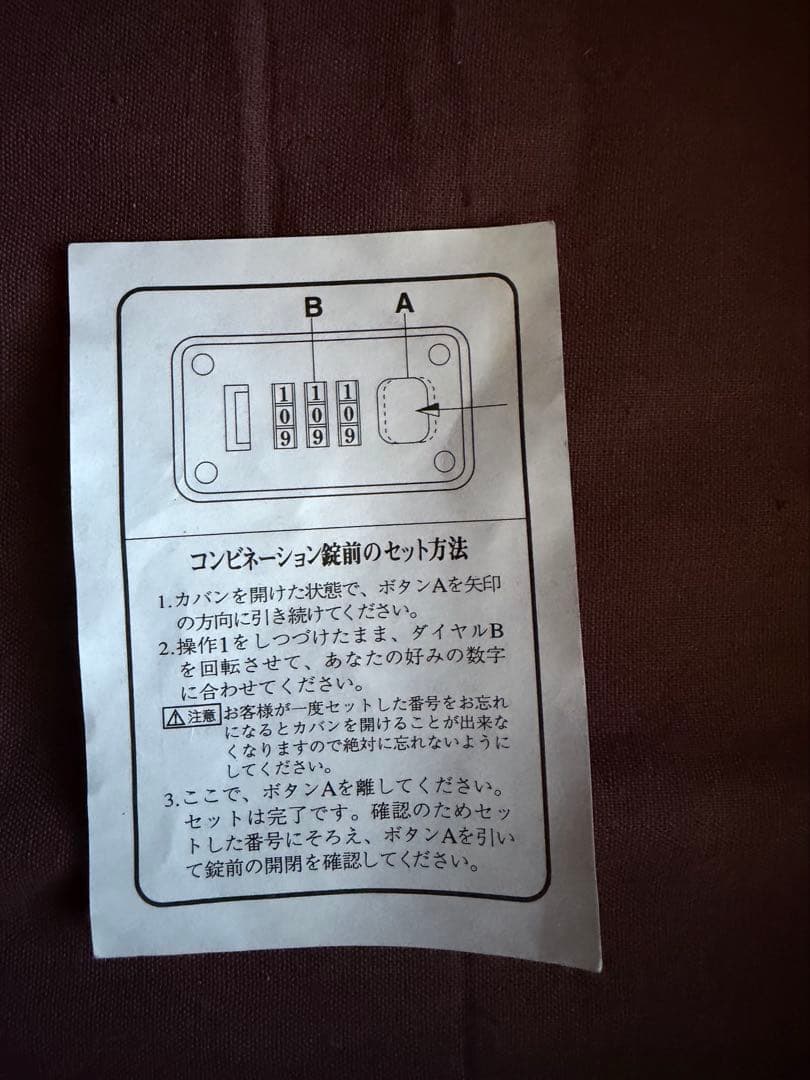 B A
1 1 1
0 0 0
9 9 9
コンビネーション錠前のセット方法
1.カバンを開けた状態で、ボタンAを矢印
の方向に引き続けてください。
2.操作1をしつづけたまま、ダイヤルB
を回転させて、あなたの好みの数字
に合わせてください。
⚠注意 お客様が一度セットした番号をお忘れ
になるとカバンを開けることが出来な
くなりますので絶対に忘れないように
してください。
3.ここで、ボタンAを離してください。
セットは完了です。確認のためセッ
トした番号にそろえ、ボタンAを引い
て錠前の開閉を確認してください。